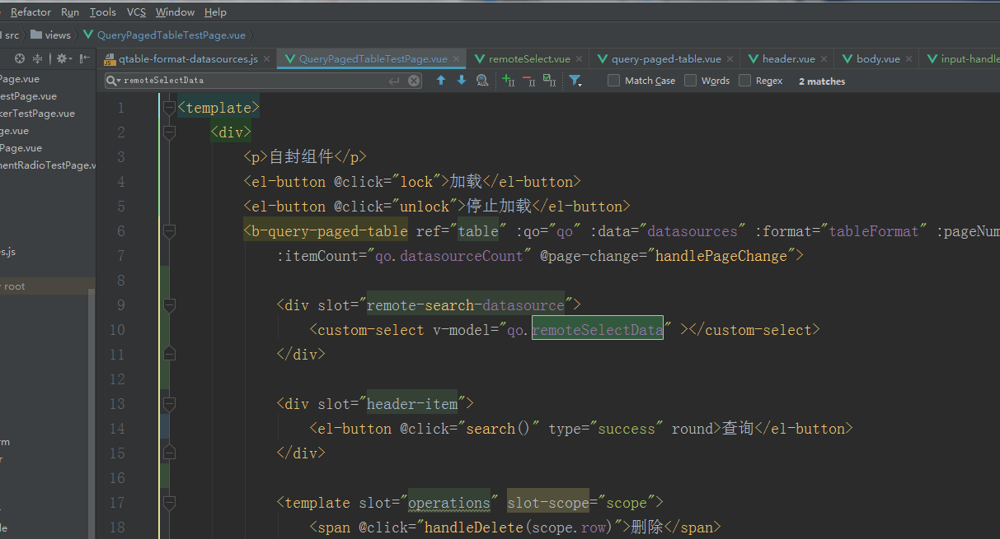 Refactor Run Tools VCS Window Help
src views QueryPagedTableTestPage.vue
qtable-format-datasources.js QueryPagedTableTestPage.vue remoteSelect.vue query-paged-table.vue header.vue body.vue input-handle
Page.vue
remoteSelectData Match Case Words Regex 2 matches
estPage.vue
kerTestPage.vue
ge.vue
Page.vue
mentRadioTestPage.v
s.js
root
rm
r
le
1 <template>
2 <div>
3 <p>自封组件</p>
4 <el-button @click="lock">加载</el-button>
5 <el-button @click="unlock">停止加载</el-button>
6 <b-query-paged-table ref="table" :qo="qo" :data="datasources" :format="tableFormat" :pageNum
7 :itemCount="qo.datasourceCount" @page-change="handlePageChange">
8
9 <div slot="remote-search-datasource">
10 <custom-select v-model="qo.remoteSelectData" ></custom-select>
11 </div>
12
13 <div slot="header-item">
14 <el-button @click="search()" type="success" round>查询</el-button>
15 </div>
16
17 <template slot="operations" slot-scope="scope">
18 <span @click="handleDelete(scope.row)">删除</span>